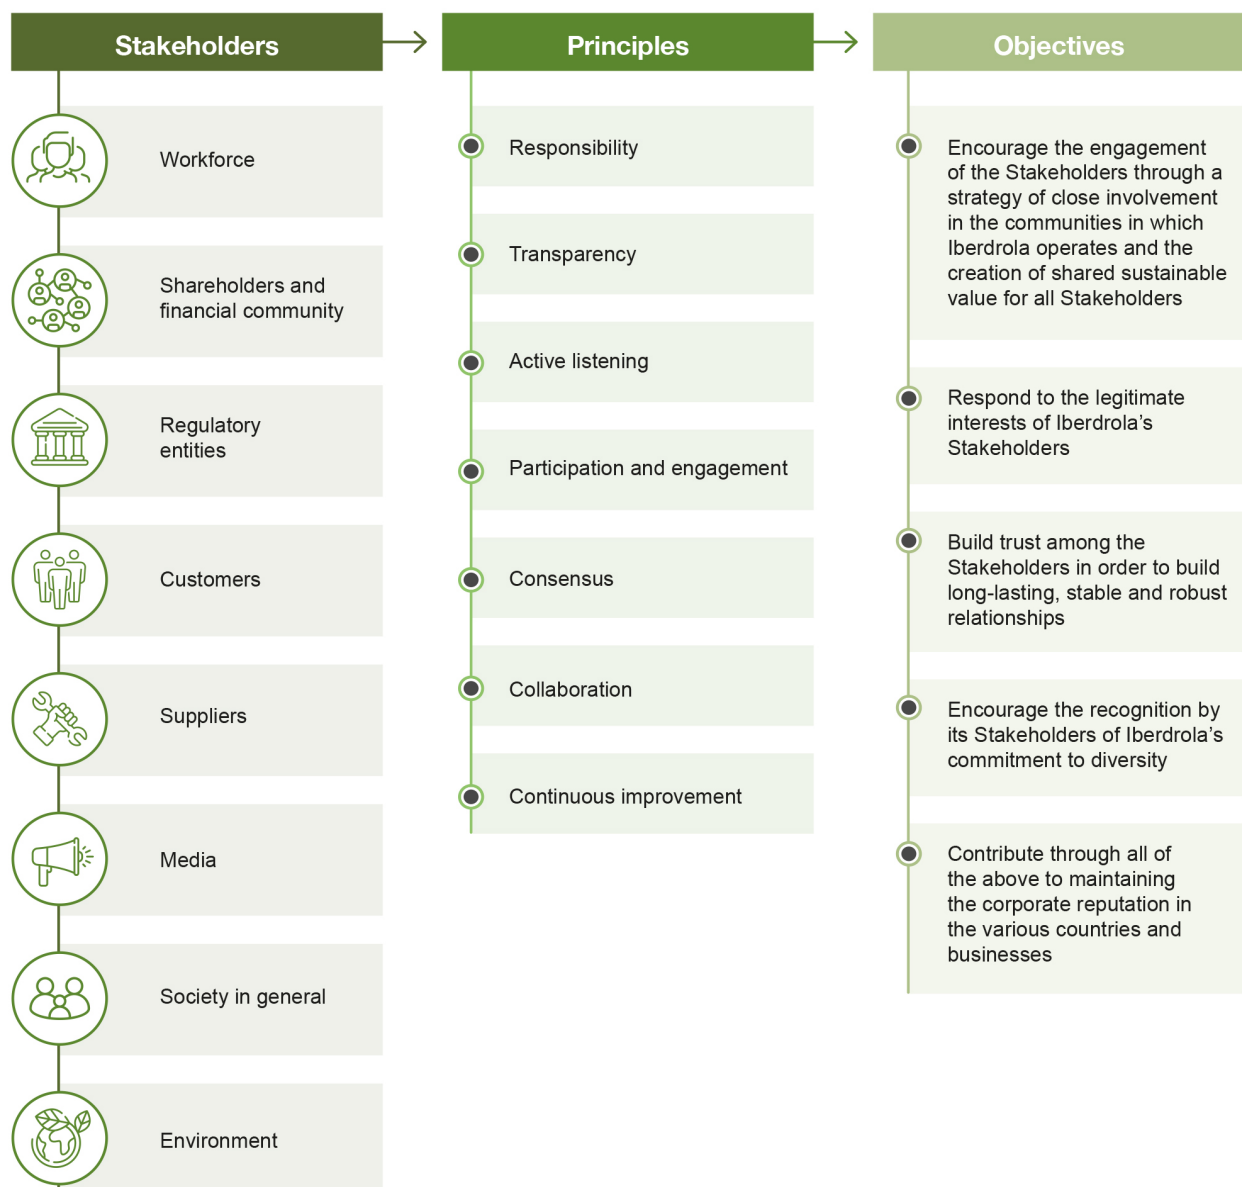 Stakeholders
Workforce
Shareholders and
financial community
Regulatory
entities
Customers
Suppliers
Media
Society in general
Environment
Principles
Responsibility
Transparency
Active listening
Participation and engagement
Consensus
Collaboration
Continuous improvement
Objectives
Encourage the engagement
of the Stakeholders through a
strategy of close involvement
in the communities in which
Iberdrola operates and the
creation of shared sustainable
value for all Stakeholders
Respond to the legitimate
interests of Iberdrola’s
Stakeholders
Build trust among the
Stakeholders in order to build
long-lasting, stable and robust
relationships
Encourage the recognition by
its Stakeholders of Iberdrola’s
commitment to diversity
Contribute through all of
the above to maintaining
the corporate reputation in
the various countries and
businesses